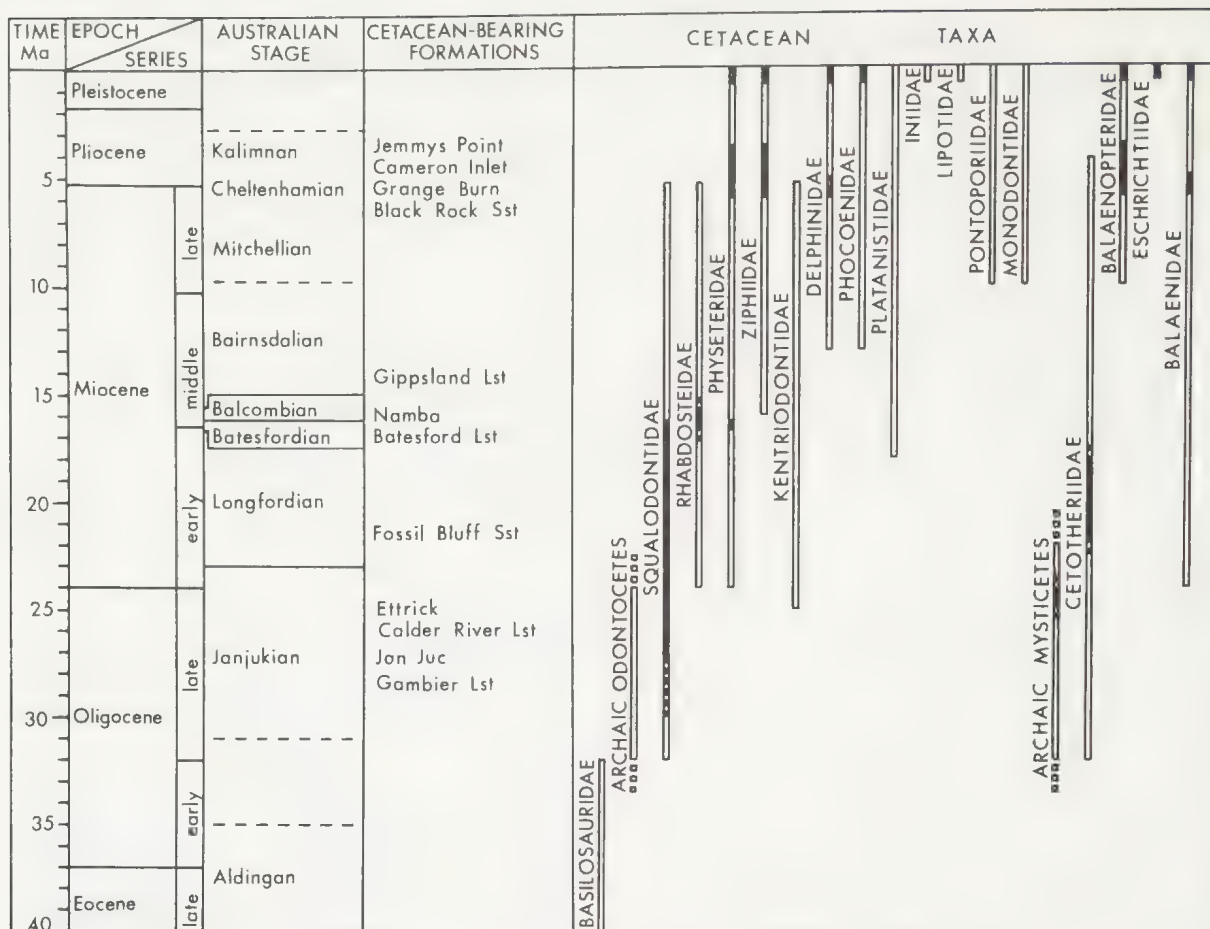 TIME Ma
EPOCH
SERIES
AUSTRALIAN STAGE
CETACEAN-BEARING FORMATIONS
CETACEAN TAXA
5
10
15
20
25
30
35
40
Pleistocene
Pliocene
Miocene
Oligocene
Eocene
late
middle
early
late
early
late
Kalimnan
Cheltenhamian
Mitchellian
Bairnsdalian
Balcombian
Batesfordian
Longfordian
Janjukian
Aldingan
Jemmys Point
Cameron Inlet
Grange Burn
Black Rock Sst
Gippsland Lst
Namba
Batesford Lst
Fossil Bluff Sst
Ettrick
Calder River Lst
Jan Juc
Gambier Lst
BASILOSAURIDAE
ARCHAIC ODONTOCETES
SQUALODONTIDAE
RHABDOSTEIDAE
PHYSETERIDAE
ZIPHIIDAE
KENTRIODONTIDAE
DELPHINIDAE
PHOCOENIDAE
PLATANISTIDAE
INIIDAE
LIPOTIDAE
PONTOPORIIDAE
MONODONTIDAE
ARCHAIC MYSTICETES
CETOTHERIIDAE
BALAENOPTERIDAE
ESCHRICHTIIDAE
BALAENIDAE